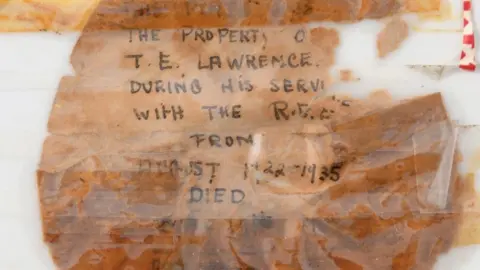 THE PROPERTY O
T. E. LAWRENCE.
DURING HIS SERVI
WITH THE R.
FROM
1922-1935
DIED